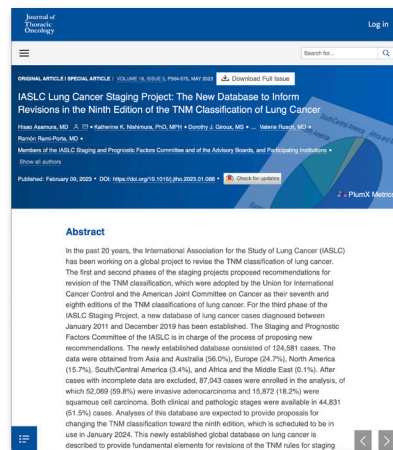 Journal of
Thoracic
Oncology
Log in
Search for...
ORIGINAL ARTICLE | SPECIAL ARTICLE | VOLUME 18, ISSUE 5, P564-575, MAY 2023 Download Full Issue
IASLC Lung Cancer Staging Project: The New Database to Inform
Revisions in the Ninth Edition of the TNM Classification of Lung Cancer
Hisao Asamura, MD • Katherine K. Nishimura, PhD, MPH • Dorothy J. Giroux, MS • ... Valerie Rusch, MD •
Ramón Rami-Porta, MD •
Members of the IASLC Staging and Prognostic Factors Committee and of the Advisory Boards, and Participating Institutions •
Show all authors
Published: February 09, 2023 • DOI: https://doi.org/10.1016/j.jtho.2023.01.088 • Check for updates
PlumX Metrics
Abstract
In the past 20 years, the International Association for the Study of Lung Cancer (IASLC)
has been working on a global project to revise the TNM classification of lung cancer.
The first and second phases of the staging projects proposed recommendations for
revision of the TNM classification, which were adopted by the Union for International
Cancer Control and the American Joint Committee on Cancer as their seventh and
eighth editions of the TNM classifications of lung cancer. For the third phase of the
IASLC Staging Project, a new database of lung cancer cases diagnosed between
January 2011 and December 2019 has been established. The Staging and Prognostic
Factors Committee of the IASLC is in charge of the process of proposing new
recommendations. The newly established database consisted of 124,581 cases. The
data were obtained from Asia and Australia (56.0%), Europe (24.7%), North America
(15.7%), South/Central America (3.4%), and Africa and the Middle East (0.1%). After
cases with incomplete data are excluded, 87,043 cases were enrolled in the analysis, of
which 52,069 (59.8%) were invasive adenocarcinoma and 15,872 (18.2%) were
squamous cell carcinoma. Both clinical and pathologic stages were available in 44,831
(51.5%) cases. Analyses of this database are expected to provide proposals for
changing the TNM classification toward the ninth edition, which is scheduled to be in
use in January 2024. This newly established global database on lung cancer is
described to provide fundamental elements for revisions of the TNM rules for staging